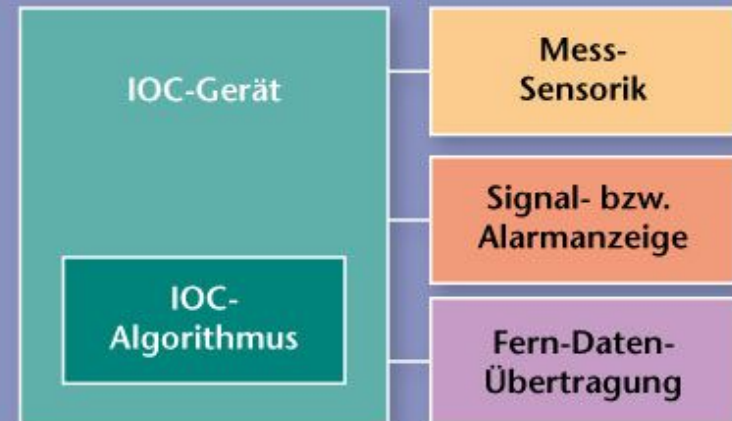 IOC-Gerät
IOC-
Algorithmus
Mess-
Sensorik
Signal- bzw.
Alarmanzeige
Fern-Daten-
Übertragung